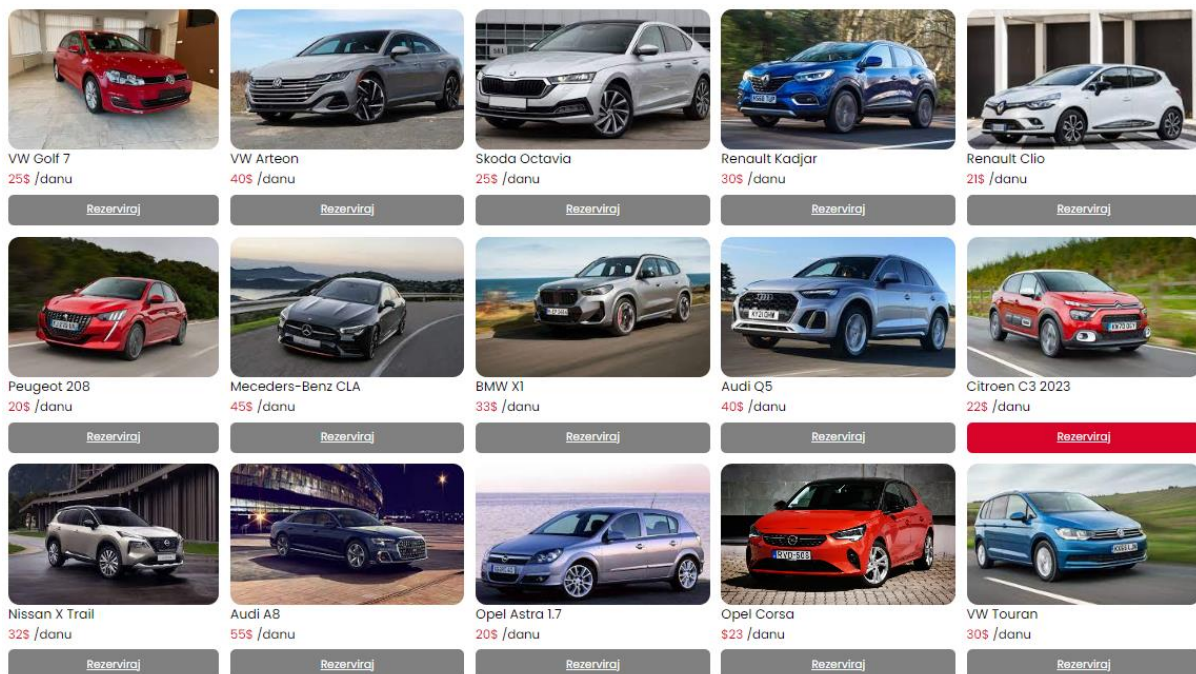 VW Golf 7
25$ /danu
Rezerviraj
VW Arteon
40$ /danu
Rezerviraj
Skoda Octavia
25$ /danu
Rezerviraj
Renault Kadjar
30$ /danu
Rezerviraj
Renault Clio
21$ /danu
Rezerviraj
Peugeot 208
20$ /danu
Rezerviraj
Meceders-Benz CLA
45$ /danu
Rezerviraj
BMW X1
33$ /danu
Rezerviraj
Audi Q5
40$ /danu
Rezerviraj
Citroen C3 2023
22$ /danu
Rezerviraj
Nissan X Trail
32$ /danu
Rezerviraj
Audi A8
55$ /danu
Rezerviraj
Opel Astra 1.7
20$ /danu
Rezerviraj
Opel Corsa
$23 /danu
RVD-508
Rezerviraj
VW Touran
30$ /danu
Rezerviraj